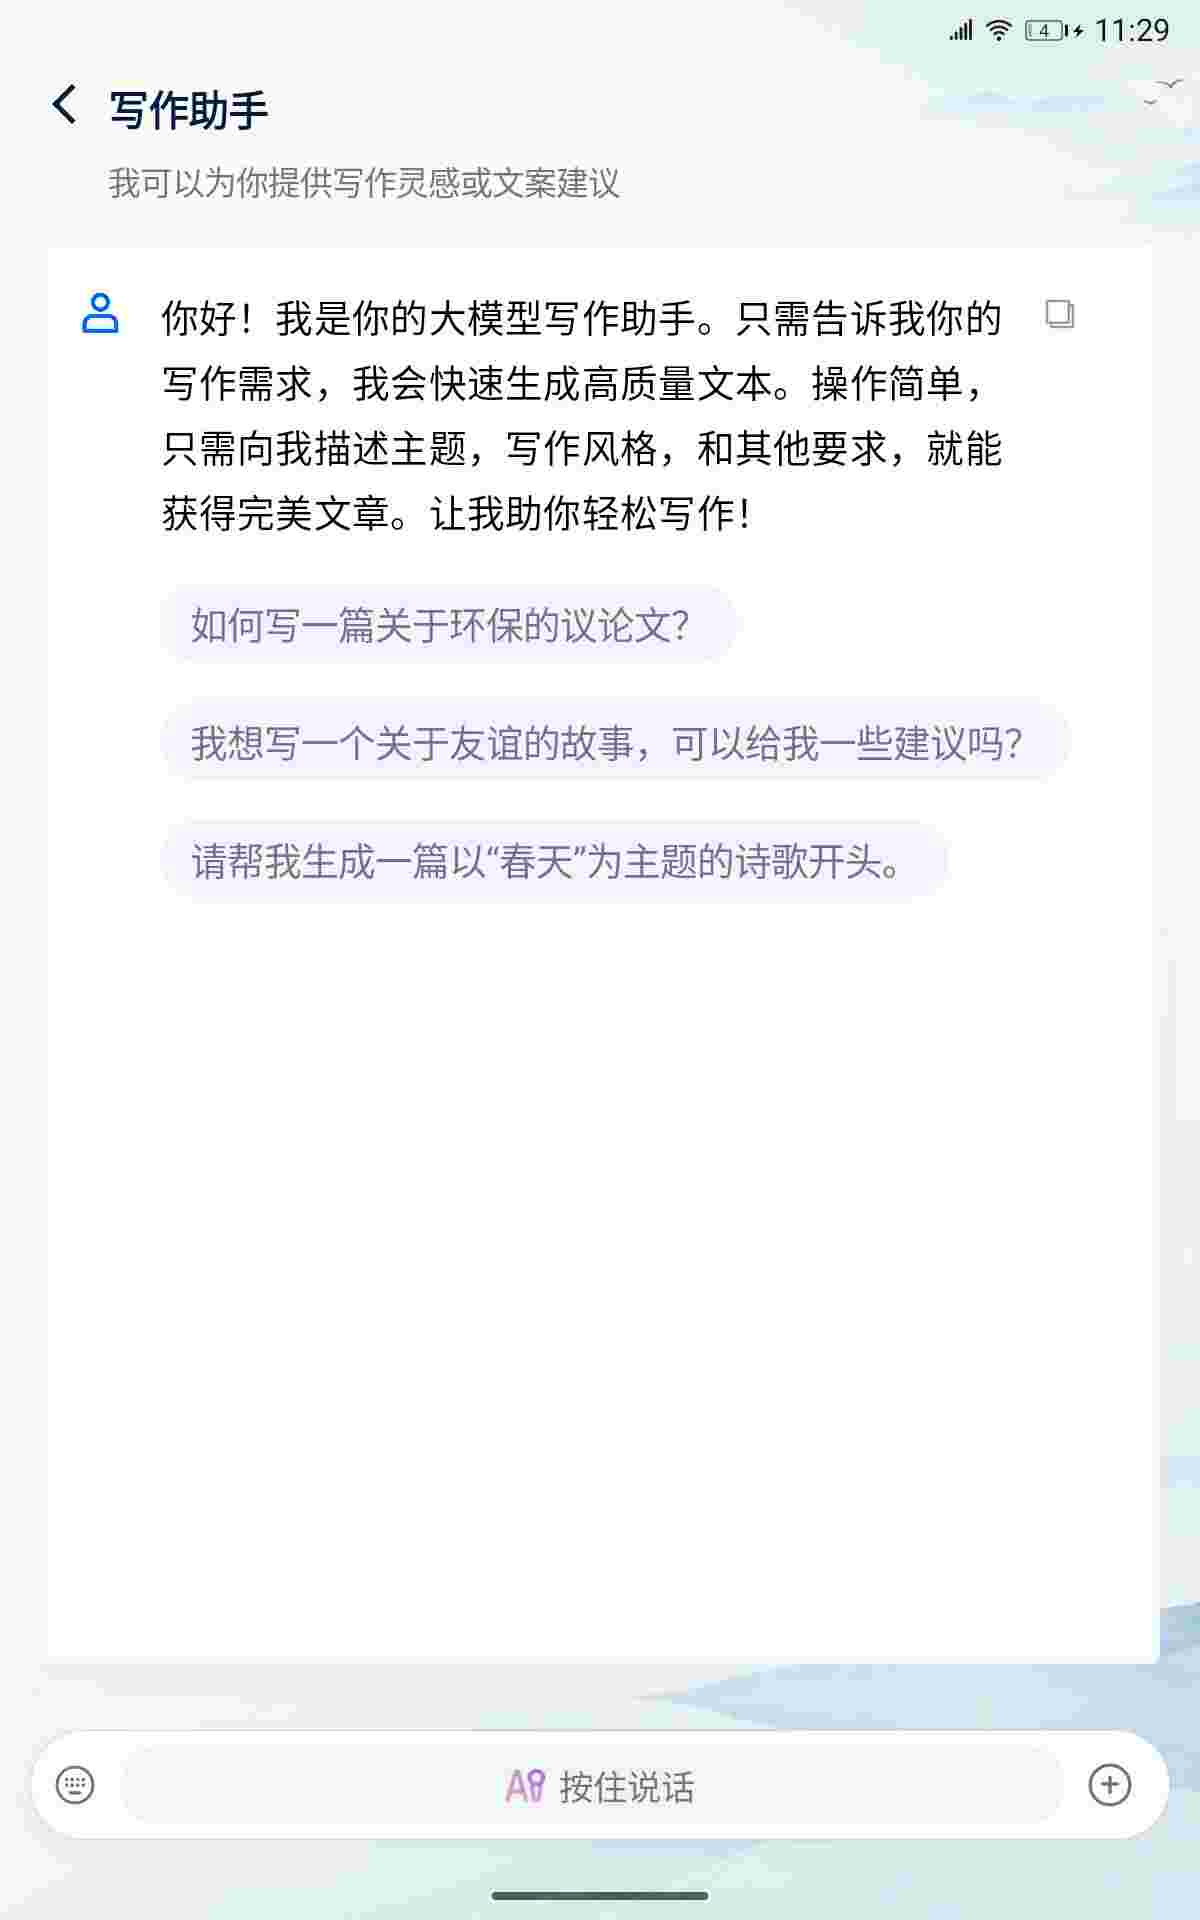 4 11:29
写作助手
我可以为你提供写作灵感或文案建议
你好！我是你的大模型写作助手。只需告诉我你的
写作需求，我会快速生成高质量文本。操作简单，
只需向我描述主题，写作风格，和其他要求，就能
获得完美文章。让我助你轻松写作！
如何写一篇关于环保的议论文？
我想写一个关于友谊的故事，可以给我一些建议吗？
请帮我生成一篇以“春天”为主题的诗歌开头。
按住说话